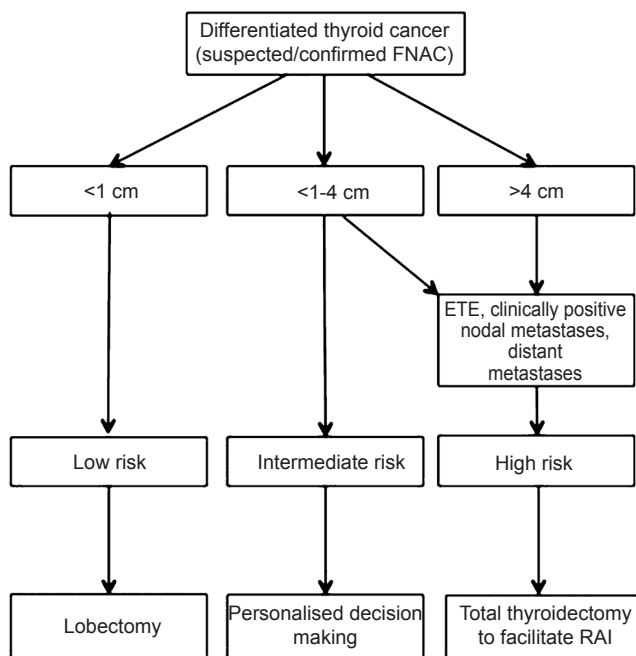 Differentiated thyroid cancer
(suspected/confirmed FNAC)
<1 cm
<1-4 cm
>4 cm
ETE, clinically positive
nodal metastases,
distant
metastases
Low risk
Intermediate risk
High risk
Lobectomy
Personalised decision
making
Total thyroidectomy
to facilitate RAI